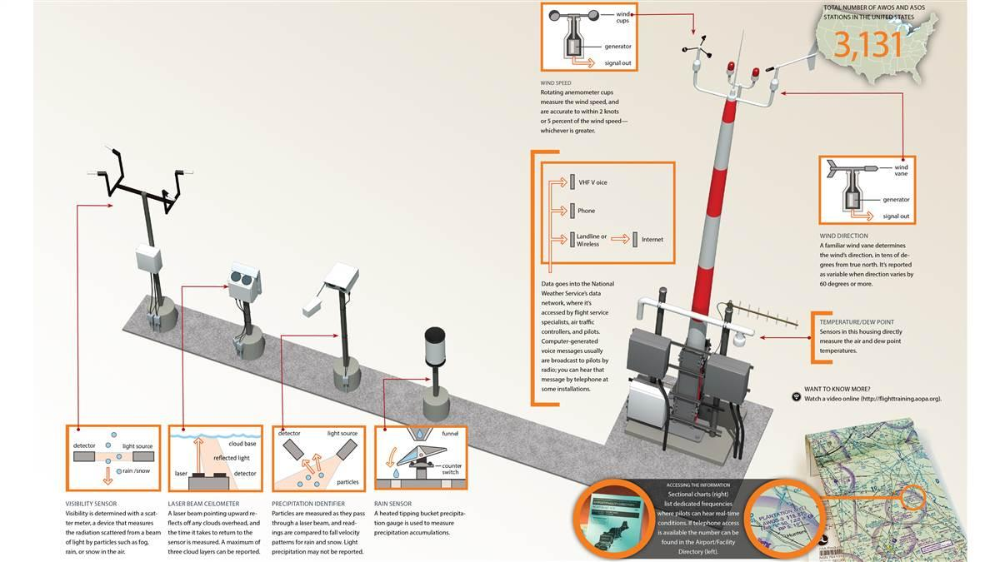 TOTAL NUMBER OF AWOS AND ASOS
STATIONS IN THE UNITED STATES
3,131
wind
cups
generator
signal out
WIND SPEED
Rotating anemometer cups
measure the wind speed, and
are accurate to within 2 knots
or 5 percent of the wind speed—
whichever is greater.
VHF V oice
Phone
Landline or
Wireless
Internet
Data goes into the National
Weather Service's data
network, where it's
accessed by flight service
specialists, air traffic
controllers, and pilots.
Computer-generated
voice messages usually
are broadcast to pilots by
radio; you can hear that
message by telephone at
some installations.
wind
vane
generator
signal out
WIND DIRECTION
A familiar wind vane determines
the wind's direction, in tens of de-
grees from true north. It's reported
as variable when direction varies by
60 degrees or more.
TEMPERATURE/DEW POINT
Sensors in this housing directly
measure the air and dew point
temperatures.
WANT TO KNOW MORE?
Watch a video online (http://flighttraining.aopa.org).
detector
light source
rain /snow
VISIBILITY SENSOR
Visibility is determined with a scat-
ter meter, a device that measures
the radiation scattered from a beam
of light by particles such as fog,
rain, or snow in the air.
cloud base
reflected light
laser
detector
LASER BEAM CEILOMETER
A laser beam pointing upward re-
flects off any clouds overhead, and
the time it takes to return to the
sensor is measured. A maximum of
three cloud layers can be reported.
detector
light source
particles
PRECIPITATION IDENTIFIER
Particles are measured as they pass
through a laser beam, and read-
ings are compared to fall velocity
patterns for rain and snow. Light
precipitation may not be reported.
funnel
counter
switch
RAIN SENSOR
A heated tipping bucket precipita-
tion gauge is used to measure
precipitation accumulations.
ACCESSING THE INFORMATION
Sectional charts (right)
list dedicated frequencies
where pilots can hear real-time
conditions. If telephone access
is available the number can be
found in the Airport/Facility
Directory (left).
PLANTATION
Hunter